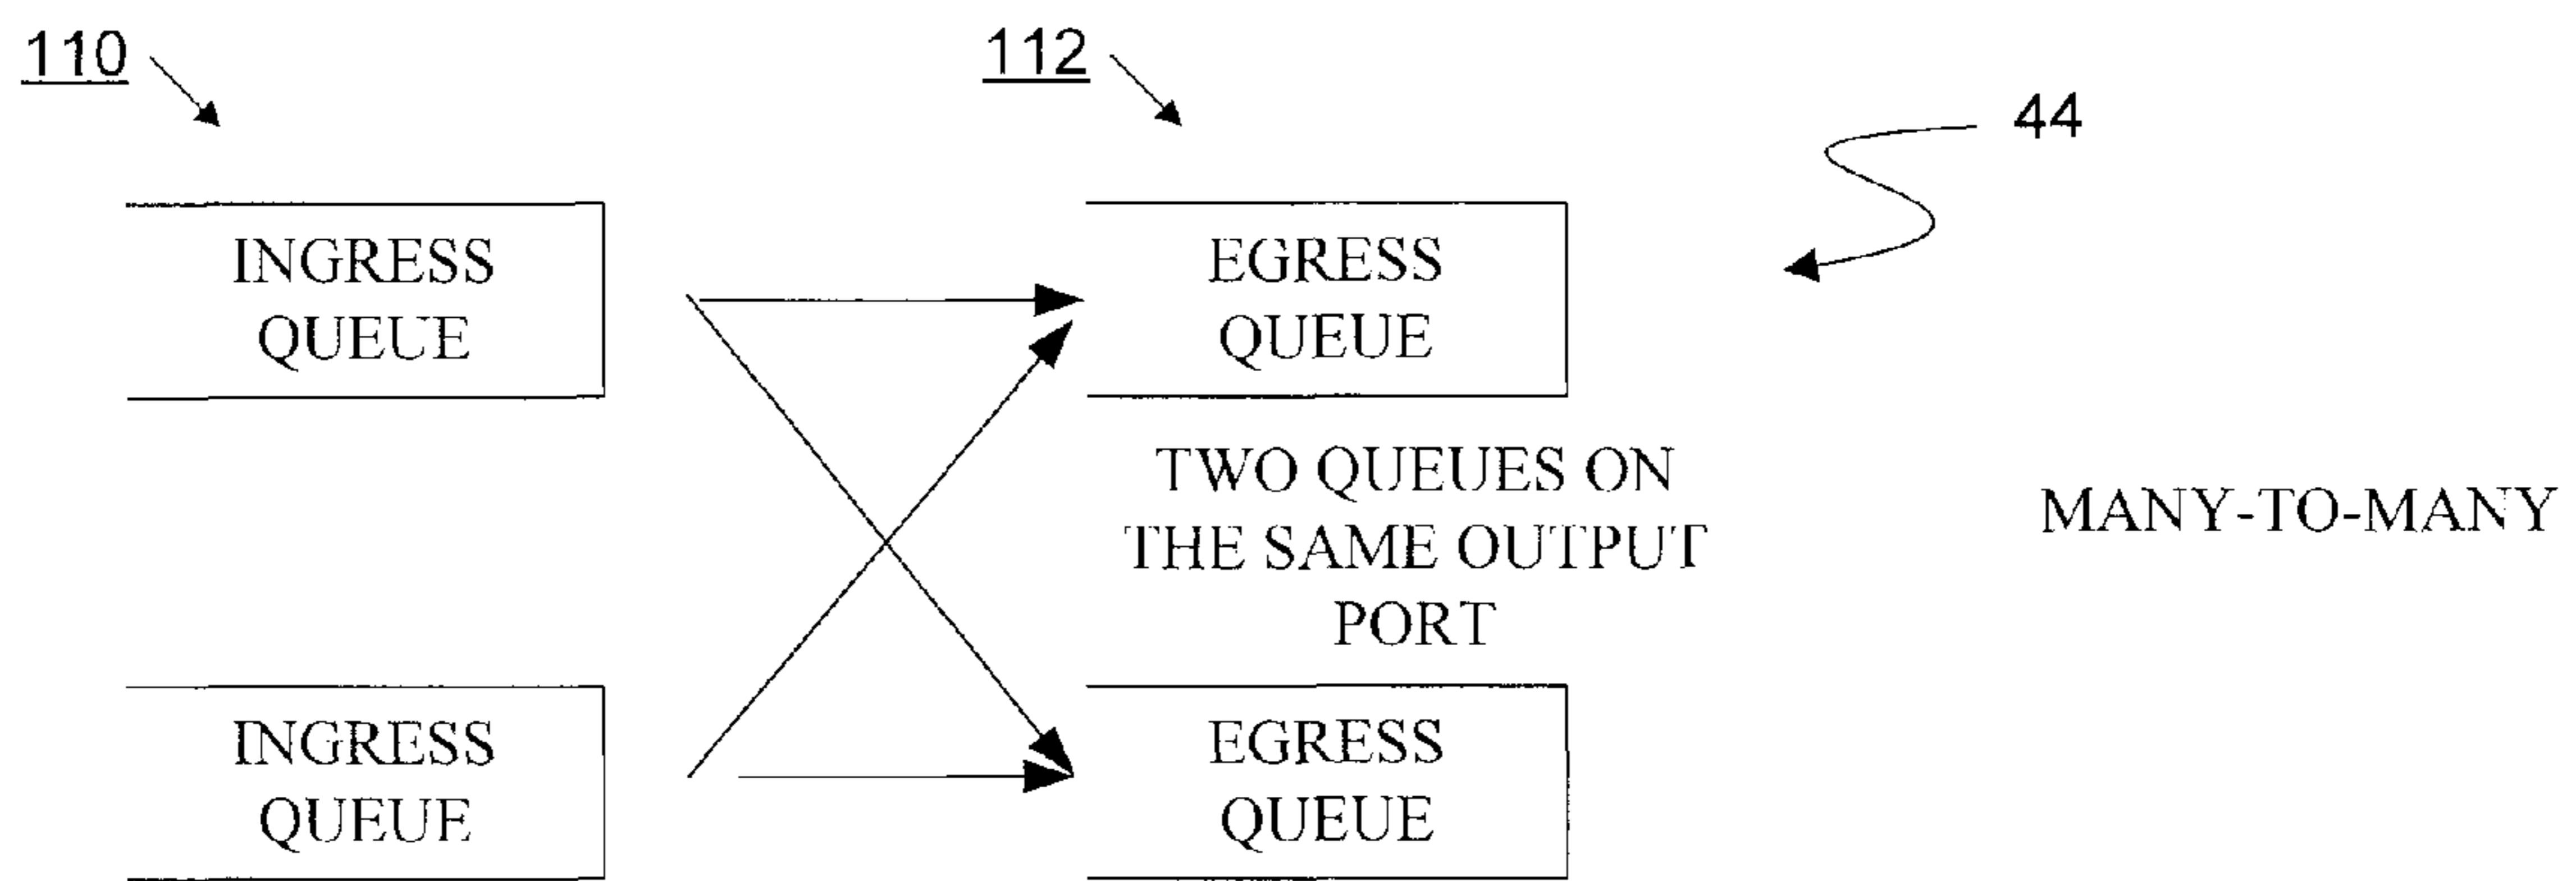 110
112
44
INGRESS
QUEUE
EGRESS
QUEUE
TWO QUEUES ON
THE SAME OUTPUT
PORT
MANY-TO-MANY
INGRESS
QUEUE
EGRESS
QUEUE